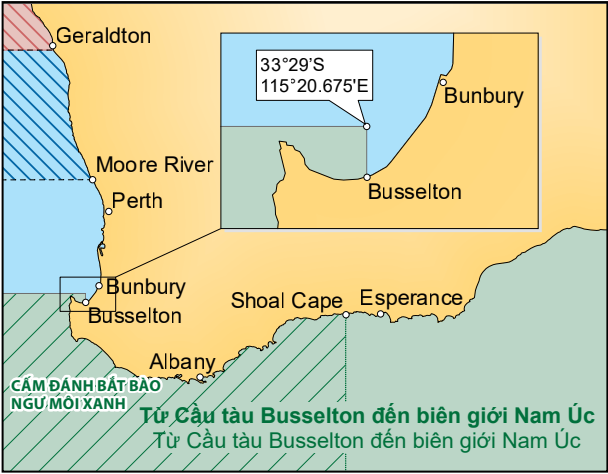 Geraldton
33°29'S
115°20.675'E
Bunbury
Moore River
Busselton
Perth
Bunbury
Shoal Cape
Esperance
Busselton
Albany
CẤM ĐÁNH BẮT BÀO
NGƯ MÔI XANH
Từ Cầu tàu Busselton đến biên giới Nam Úc
Từ Cầu tàu Busselton đến biên giới Nam Úc